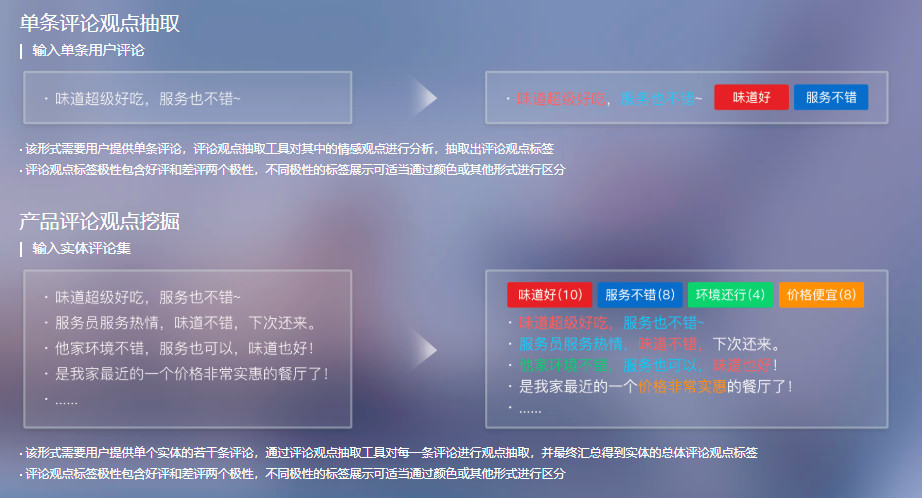 单条评论观点抽取
输入单条用户评论
· 味道超级好吃，服务也不错~
· 味道超级好吃，服务也不错~ 味道好 服务不错
· 该形式需要用户提供单条评论，评论观点抽取工具对其中的情感观点进行分析，抽取出评论观点标签
· 评论观点标签极性包含好评和差评两个极性，不同极性的标签展示可适当通过颜色或其他形式进行区分
产品评论观点挖掘
输入实体评论集
· 味道超级好吃，服务也不错~
· 服务员服务热情，味道不错，下次还来。
· 他家环境不错，服务也可以，味道也好！
· 是我家最近的一个价格非常实惠的餐厅了！
· ......
味道好(10) 服务不错(8) 环境还行(4) 价格便宜(8)
· 味道超级好吃，服务也不错~
· 服务员服务热情，味道不错，下次还来。
· 他家环境不错，服务也可以，味道也好！
· 是我家最近的一个价格非常实惠的餐厅了！
· ......
· 该形式需要用户提供单个实体的若干条评论，通过评论观点抽取工具对每一条评论进行观点抽取，并是终汇总得到实体的总体评论观点标签
· 评论观点标签极性包含好评和差评两个极性，不同极性的标签展示可适当通过颜色或其他形式进行区分